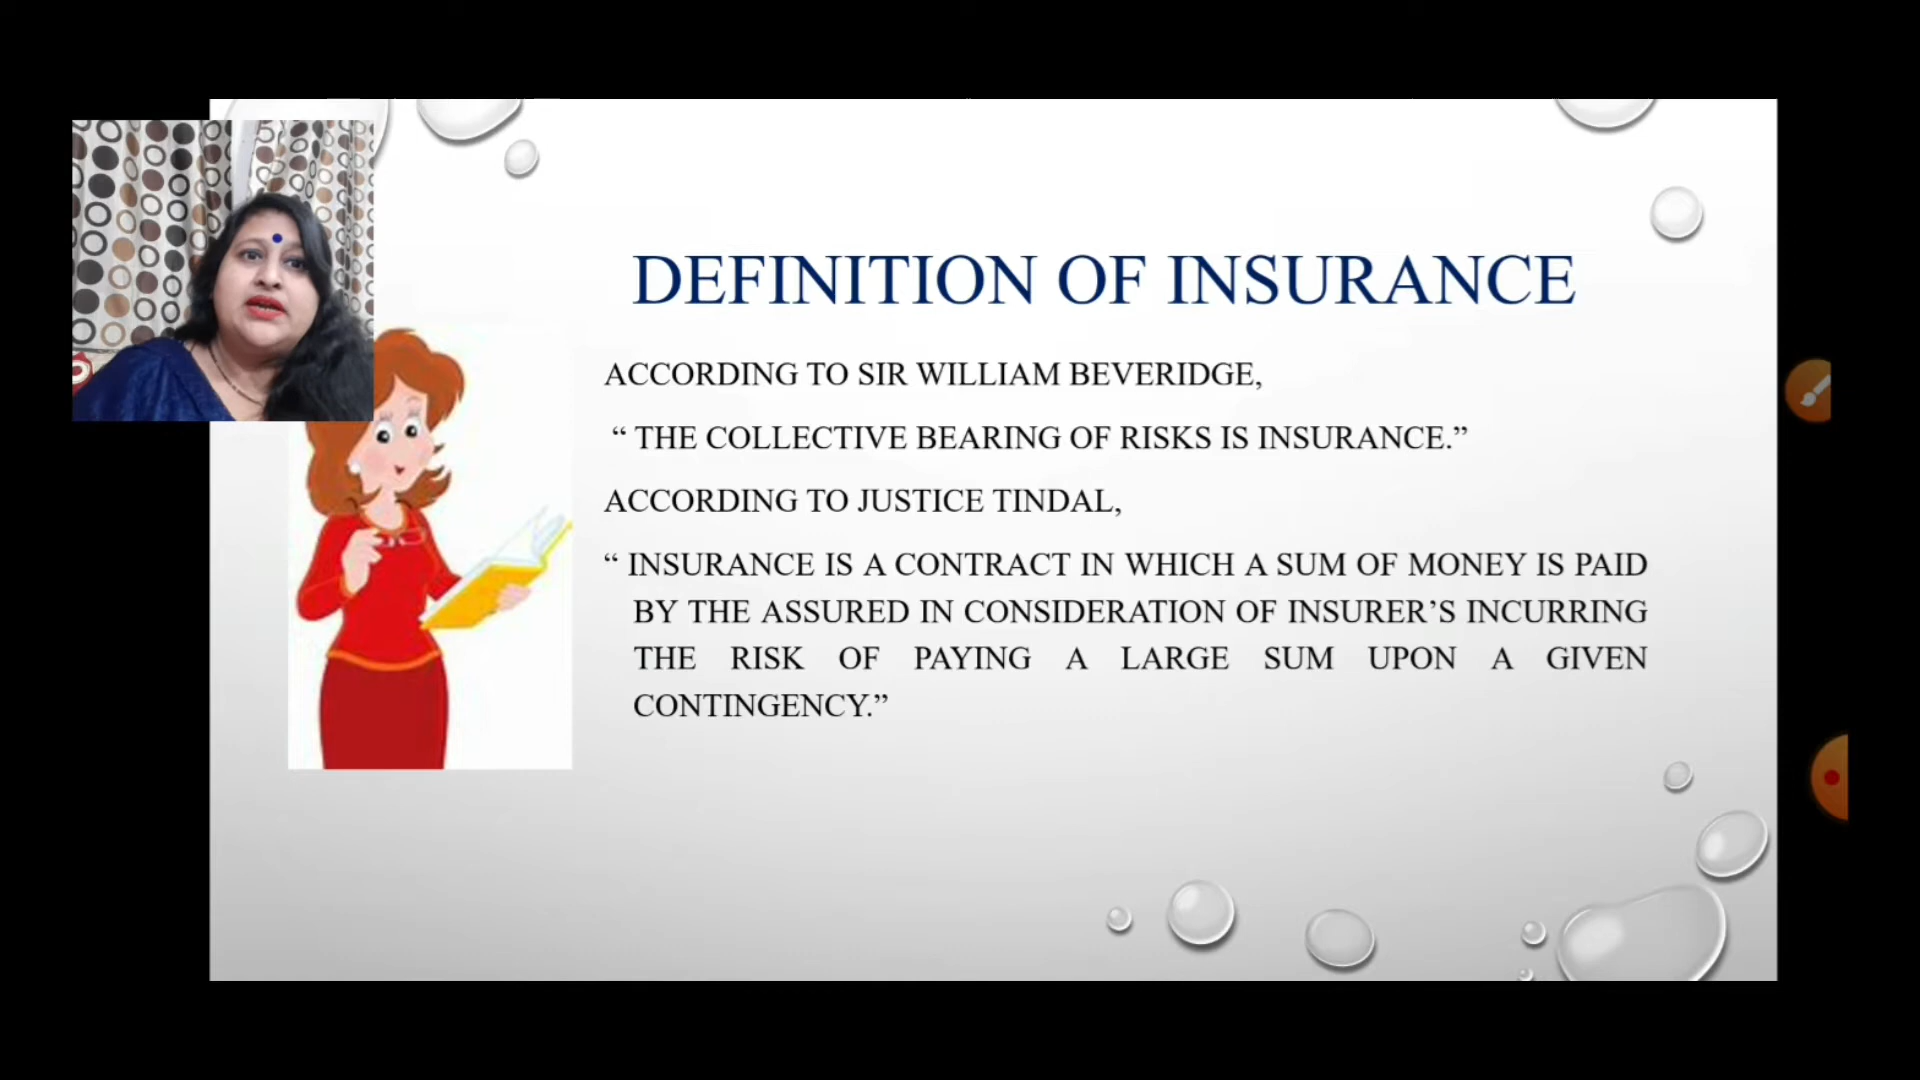 DEFINITION OF INSURANCE
ACCORDING TO SIR WILLIAM BEVERIDGE,
“ THE COLLECTIVE BEARING OF RISKS IS INSURANCE.”
ACCORDING TO JUSTICE TINDAL,
“ INSURANCE IS A CONTRACT IN WHICH A SUM OF MONEY IS PAID
BY THE ASSURED IN CONSIDERATION OF INSURER’S INCURRING
THE RISK OF PAYING A LARGE SUM UPON A GIVEN
CONTINGENCY.”